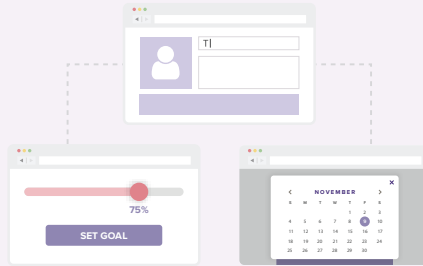 T
75%
SET GOAL
NOVEMBER
S M T W T F S
1 2 3
4 5 6 7 8 9 10
11 12 13 14 15 16 17
18 19 20 21 22 23 24
25 26 27 28 29 30